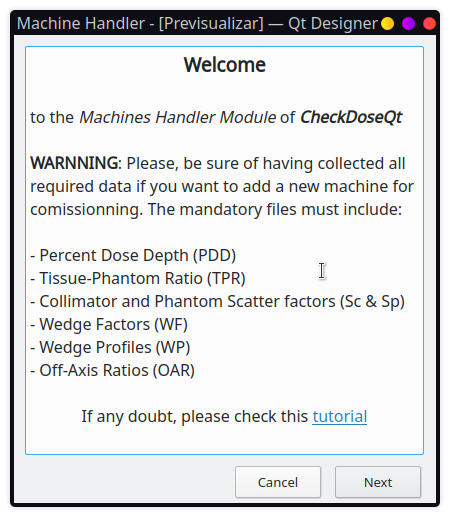 Machine Handler - [Previsualizar] — Qt Designer
Welcome
to the Machines Handler Module of CheckDoseQt
WARNNING: Please, be sure of having collected all
required data if you want to add a new machine for
comissionning. The mandatory files must include:
- Percent Dose Depth (PDD)
- Tissue-Phantom Ratio (TPR)
- Collimator and Phantom Scatter factors (Sc & Sp)
- Wedge Factors (WF)
- Wedge Profiles (WP)
- Off-Axis Ratios (OAR)
If any doubt, please check this tutorial
Cancel Next